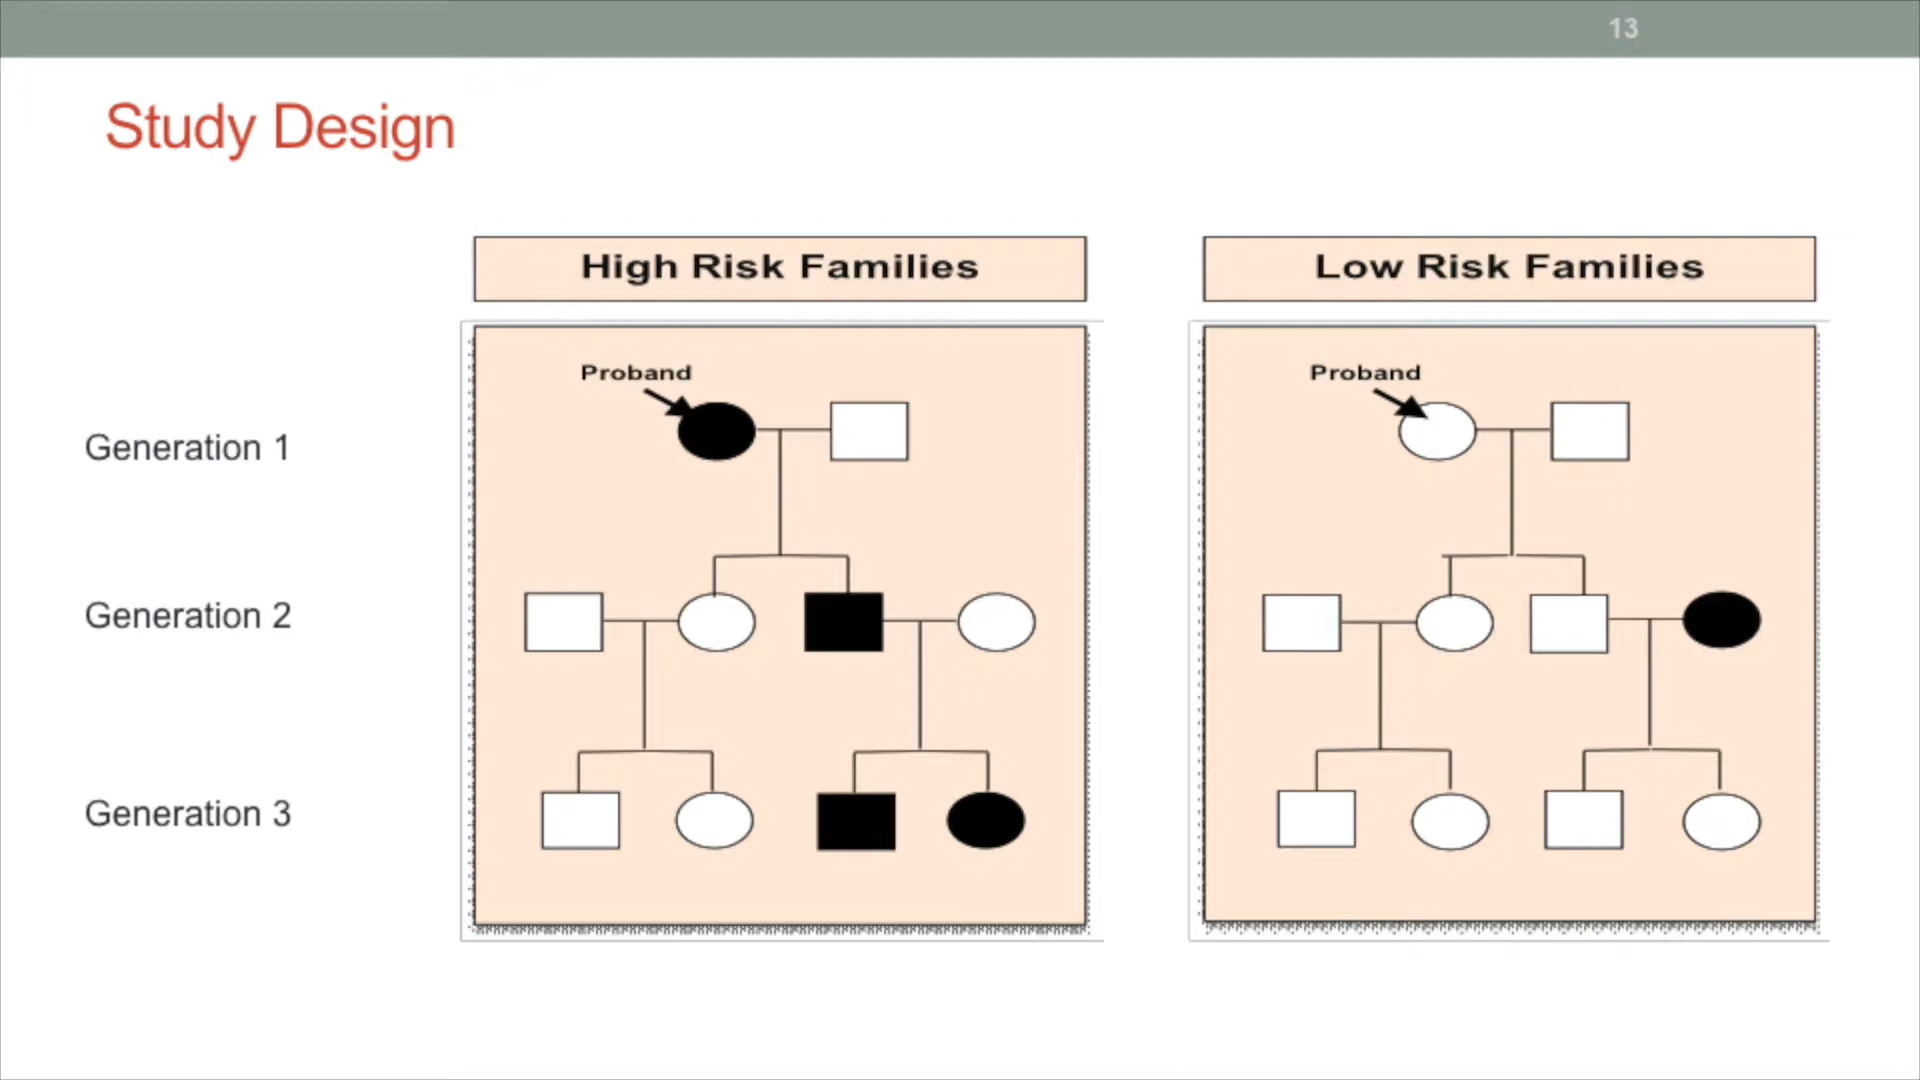 13
Study Design
High Risk Families
Low Risk Families
Proband
Proband
Generation 1
Generation 2
Generation 3